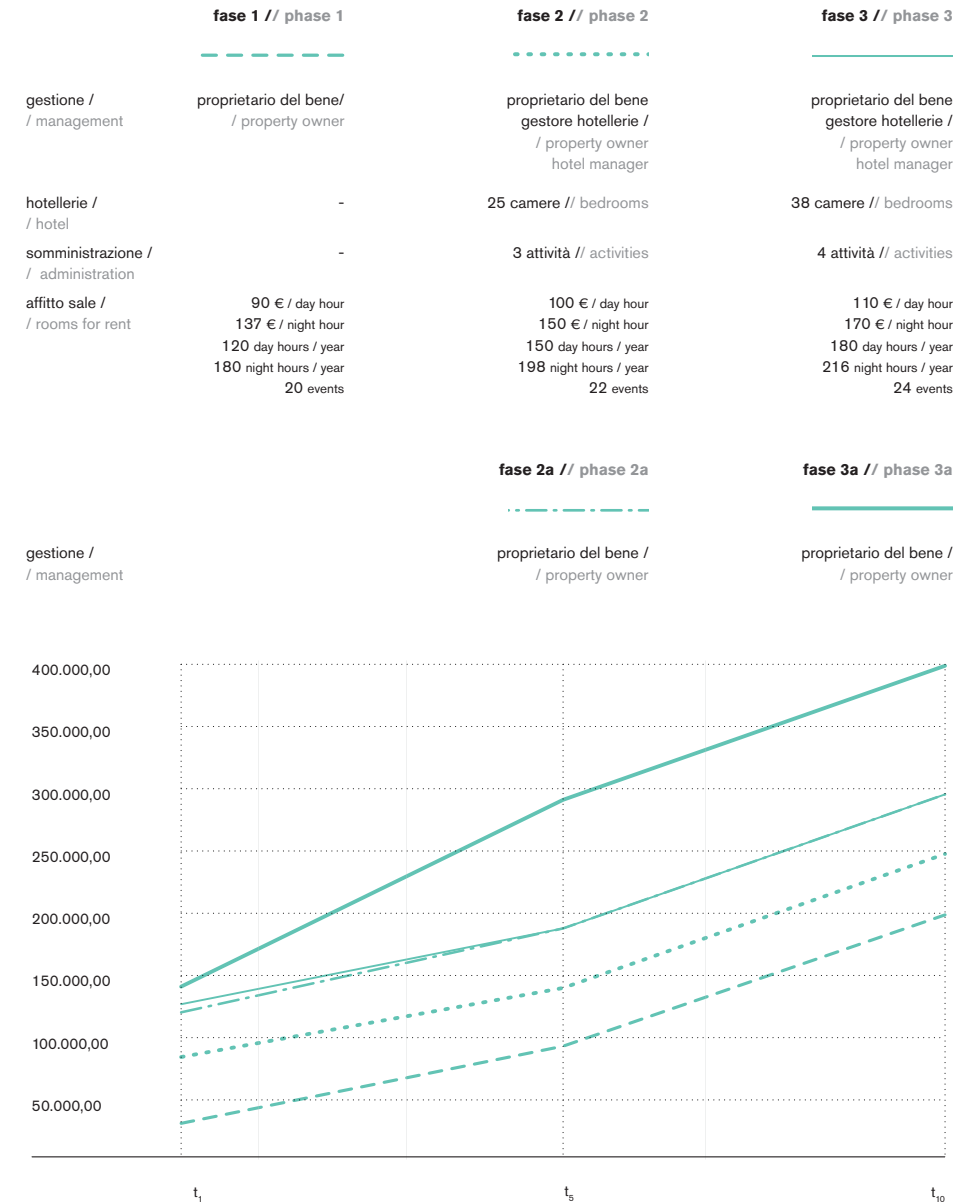 fase 1 // phase 1 fase 2 // phase 2 fase 3 // phase 3
gestione / proprietario del bene/ proprietario del bene proprietario del bene
/ management / property owner gestore hotellerie / gestore hotellerie /
/ property owner / property owner
hotel manager hotel manager
hotellerie / - 25 camere // bedrooms 38 camere // bedrooms
/ hotel
somministrazione / - 3 attività // activities 4 attività // activities
/ administration
affitto sale / 90 € / day hour 100 € / day hour 110 € / day hour
/ rooms for rent 137 € / night hour 150 € / night hour 170 € / night hour
120 day hours / year 150 day hours / year 180 day hours / year
180 night hours / year 198 night hours / year 216 night hours / year
20 events 22 events 24 events
fase 2a // phase 2a fase 3a // phase 3a
gestione / proprietario del bene / proprietario del bene /
/ management / property owner / property owner
400.000,00
350.000,00
300.000,00
250.000,00
200.000,00
150.000,00
100.000,00
50.000,00
t1 t5 t10